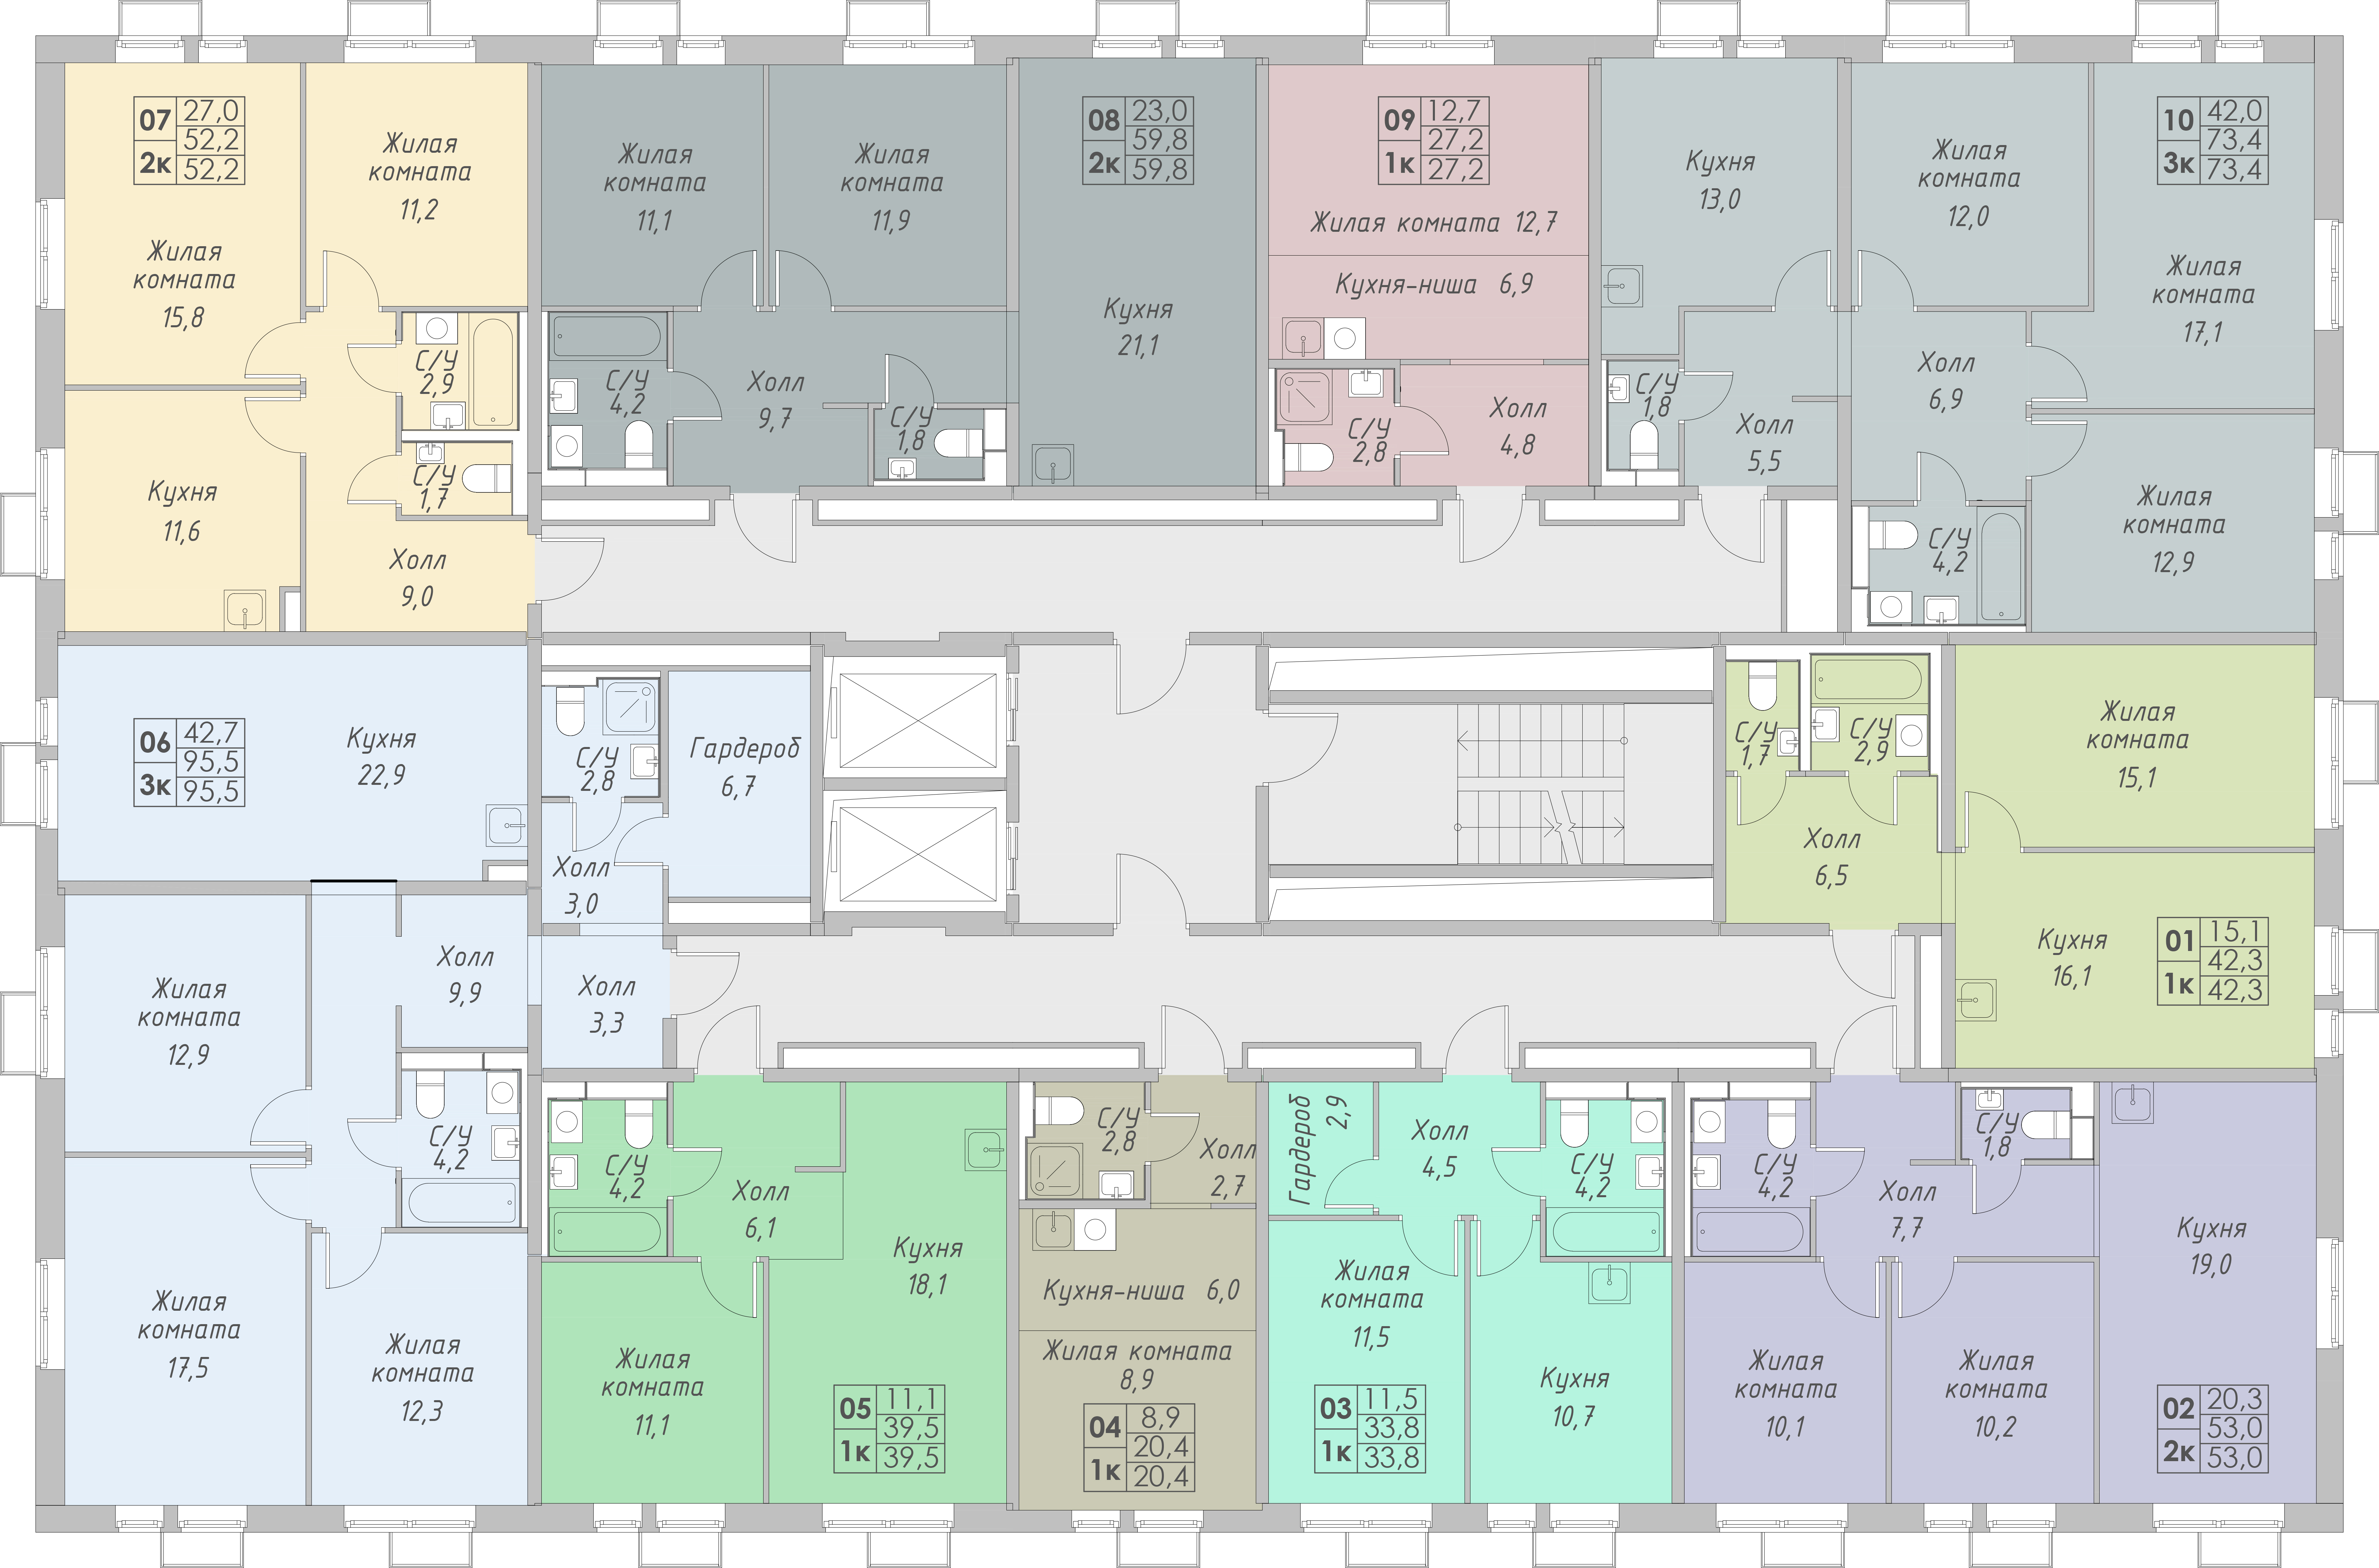 07
2к
27,0
52,2
52,2
Жилая
комната
15,8
Жилая
комната
11,2
С/У
2,9
С/У
1,7
Кухня
11,6
Холл
9,0
Жилая
комната
11,1
Жилая
комната
11,9
08
2к
23,0
59,8
59,8
Кухня
21,1
С/У
4,2
Холл
9,7
С/У
1,8
09
1к
12,7
27,2
27,2
Жилая комната 12,7
Кухня-ниша 6,9
С/У
2,8
Холл
4,8
Кухня
13,0
Жилая
комната
12,0
10
3к
42,0
73,4
73,4
Жилая
комната
17,1
С/У
1,8
Холл
5,5
Холл
6,9
С/У
4,2
Жилая
комната
12,9
06
3к
42,7
95,5
95,5
Кухня
22,9
С/У
2,8
Гардероб
6,7
Холл
3,0
Холл
3,3
Холл
9,9
Жилая
комната
12,9
С/У
4,2
Жилая
комната
17,5
Жилая
комната
12,3
С/У
1,7
С/У
2,9
Жилая
комната
15,1
Холл
6,5
Кухня
16,1
01
1к
15,1
42,3
42,3
С/У
4,2
Холл
6,1
Кухня
18,1
Жилая
комната
11,1
05
1к
11,1
39,5
39,5
С/У
2,8
Холл
2,7
Кухня-ниша 6,0
Жилая комната
8,9
04
1к
8,9
20,4
20,4
Гардероб
2,9
Холл
4,5
С/У
4,2
Жилая
комната
11,5
Кухня
10,7
03
1к
11,5
33,8
33,8
С/У
4,2
Холл
7,7
С/У
1,8
Кухня
19,0
Жилая
комната
10,1
Жилая
комната
10,2
02
2к
20,3
53,0
53,0